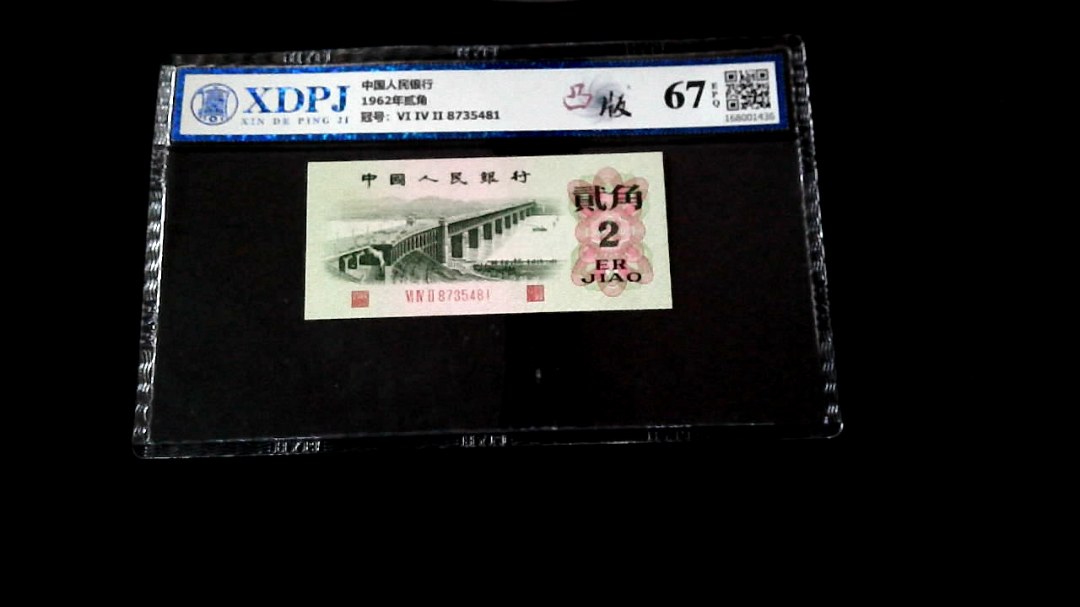 XDPJ
XIN DE PING JI
中国人民银行
1962年贰角
冠号：VI IV II 8735481
凸版
67
EPQ
168001436
中國人民銀行
貳角
2
ER
JIAO
VI IV II 8735481